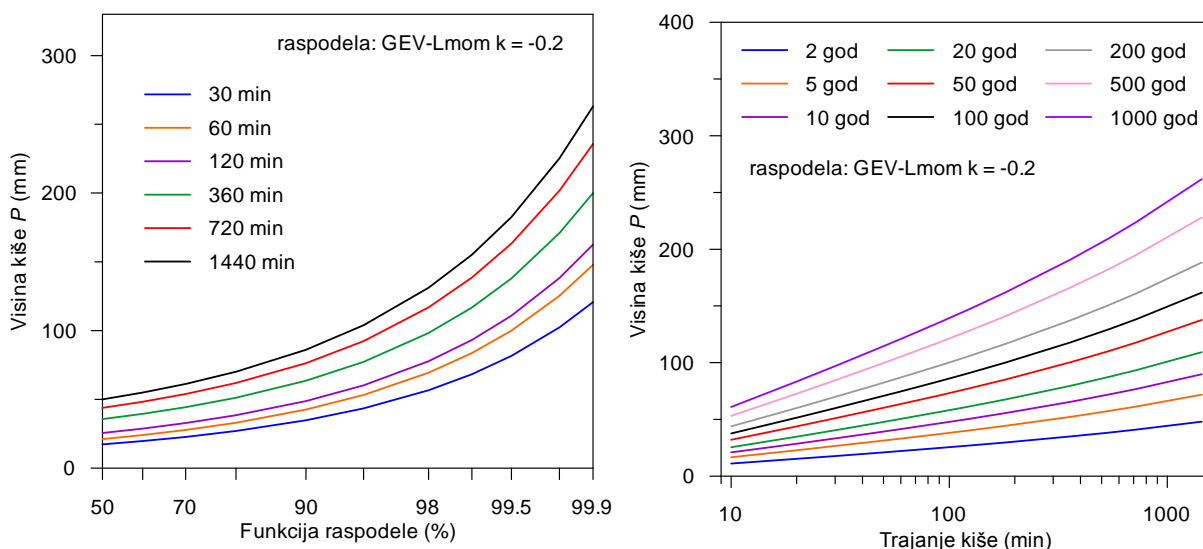 raspodela: GEV-Lmom k = -0.2
30 min
60 min
120 min
360 min
720 min
1440 min
Visina kiše P (mm)
300
200
100
0
50
70
90
98
99.5
99.9
Funkcija raspodele (%)
2 god
20 god
200 god
5 god
50 god
500 god
10 god
100 god
1000 god
raspodela: GEV-Lmom k = -0.2
Visina kiše P (mm)
400
300
200
100
0
10
100
1000
Trajanje kiše (min)